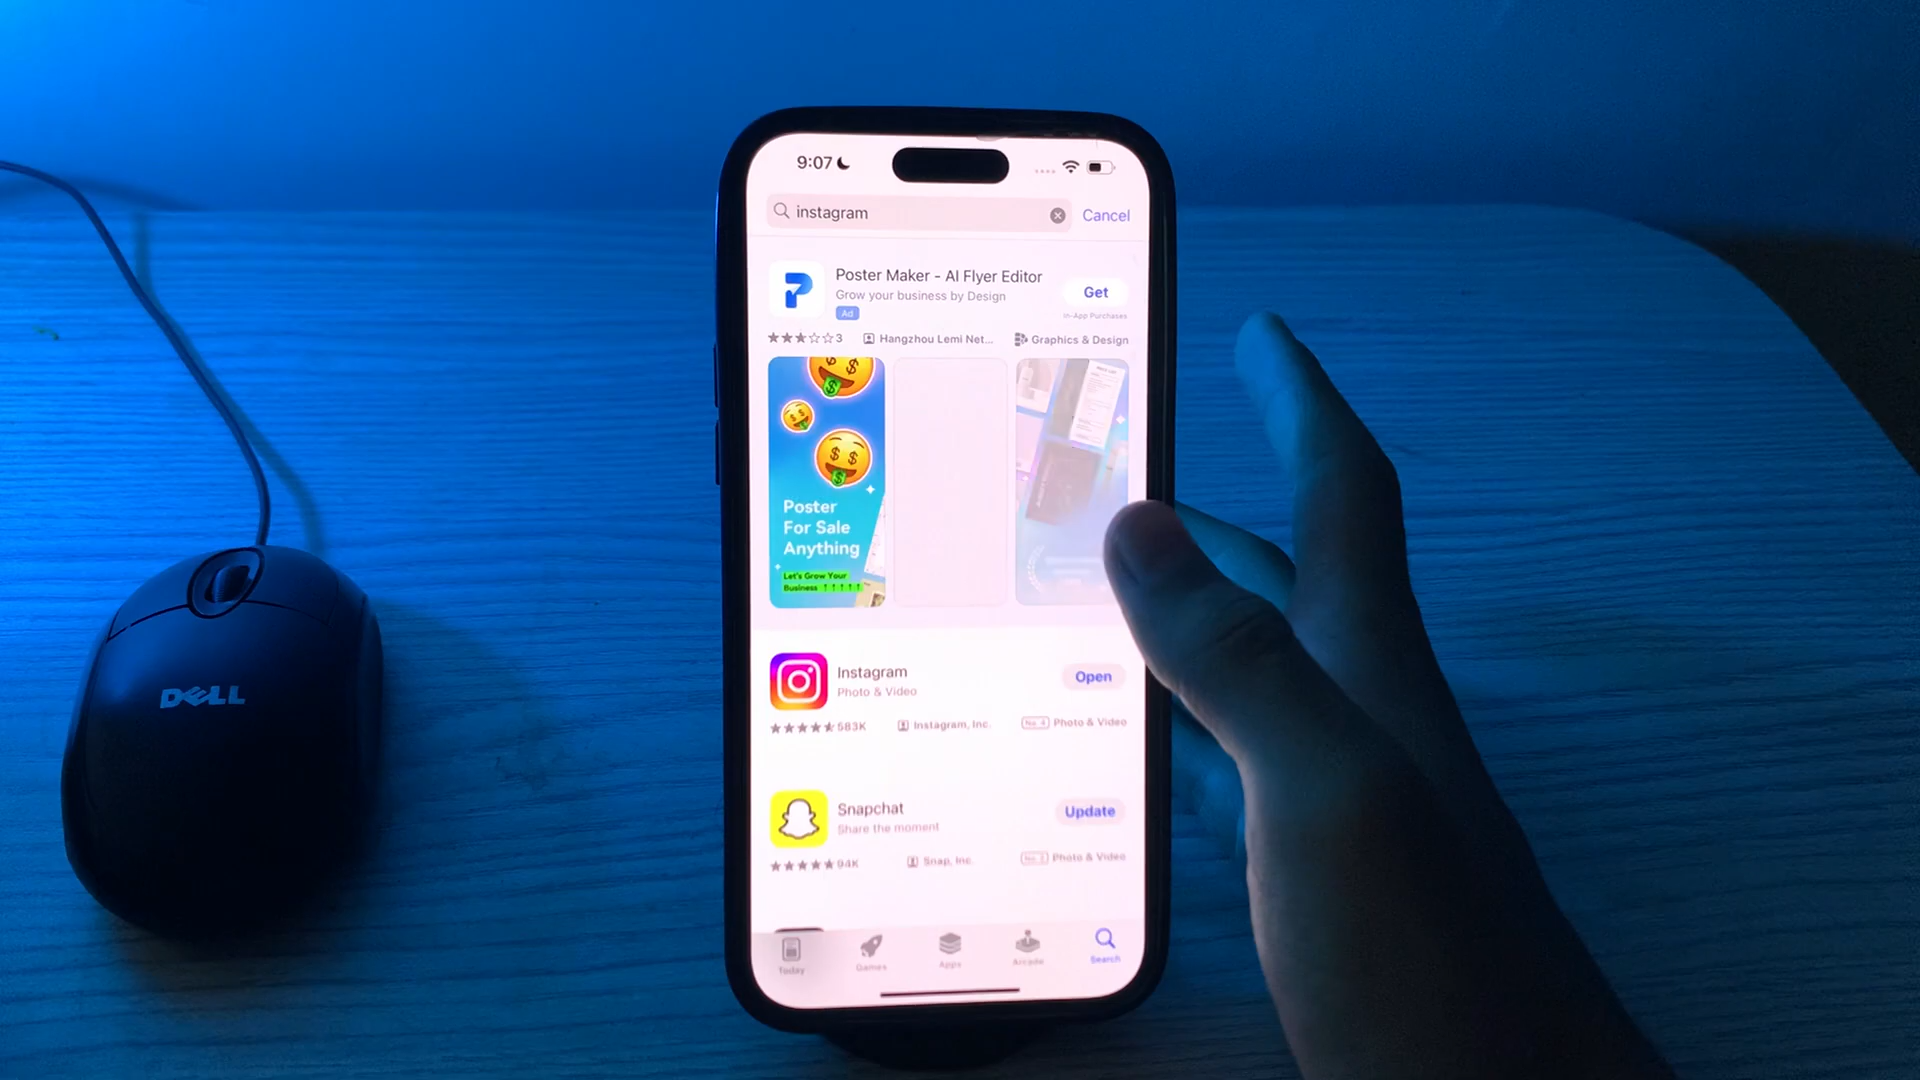 9:07
instagram
Cancel
Poster Maker - AI Flyer Editor
Grow your business by Design
Ad
Get
In-App Purchases
3
Hangzhou Lemi Net...
Graphics & Design
Poster
For Sale
Anything
Let's Grow Your
Business
Instagram
Photo & Video
Open
583K
Instagram, Inc.
No. 4
Photo & Video
Snapchat
Share the moment
Update
94K
Snap, Inc.
Photo & Video
Today
Games
Apps
Arcade
Search
DELL